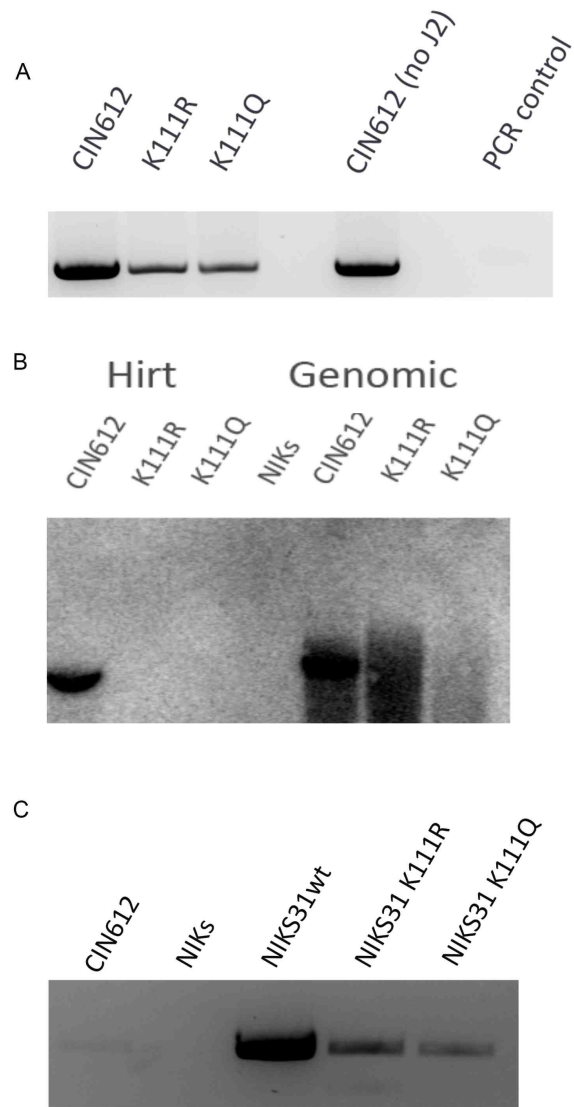 A
CIN612
K111R
K111Q
CIN612 (no J2)
PCR control
B
Hirt
Genomic
CIN612
K111R
K111Q
NIKs
CIN612
K111R
K111Q
C
CIN612
NIKs
NIKS31wt
NIKS31 K111R
NIKS31 K111Q